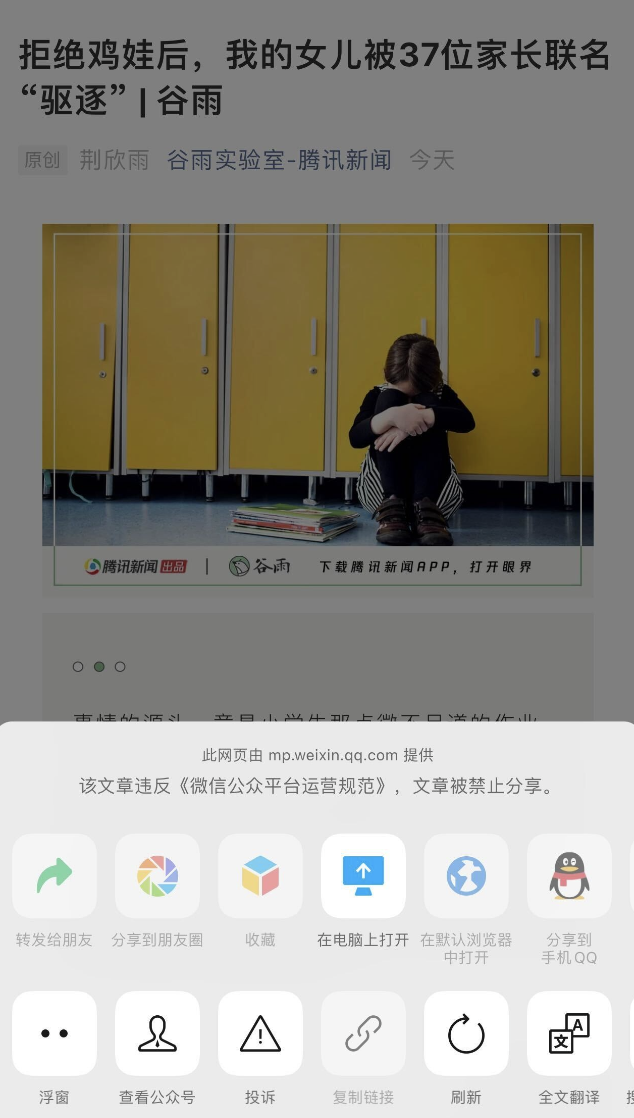 拒绝鸡娃后，我的女儿被37位家长联名
“驱逐” | 谷雨
原创 荆欣雨 谷雨实验室-腾讯新闻 今天
腾讯新闻 出品 | 谷雨 下载腾讯新闻APP，打开眼界
事情的源头，竟是小学生那点微不足道的作业
此网页由 mp.weixin.qq.com 提供
该文章违反《微信公众平台运营规范》，文章被禁止分享。
转发给朋友 分享到朋友圈 收藏 在电脑上打开 在默认浏览器 分享到
中打开 手机QQ
文 A
浮窗 查看公众号 投诉 复制链接 刷新 全文翻译